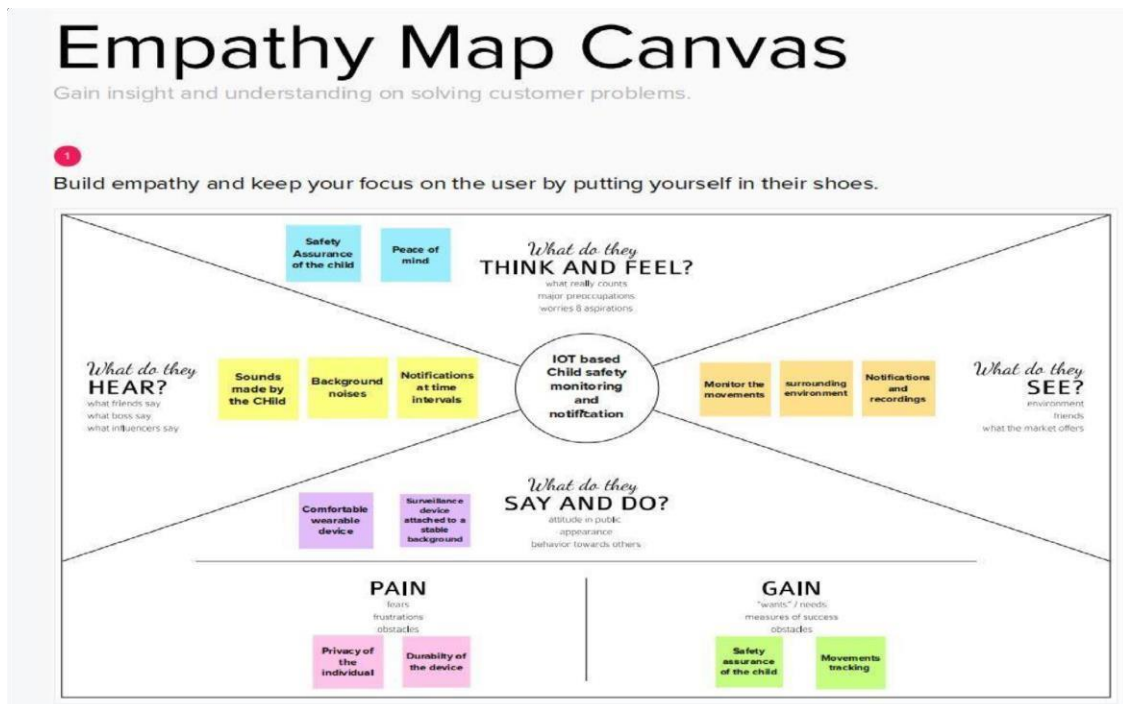 Empathy Map Canvas
Gain insight and understanding on solving customer problems.
1
Build empathy and keep your focus on the user by putting yourself in their shoes.
Safety
Assurance
of the child
Peace of
mind
What do they
THINK AND FEEL?
what really counts
major preoccupations
worries & aspirations
What do they
HEAR?
what friends say
what boss say
what influencers say
Sounds
made by
the CHild
Background
noises
Notifications
at time
intervals
IOT based
Child safety
monitoring
and
notification
Monitor the
movements
surrounding
environment
Notifications
and
recordings
What do they
SEE?
environment
friends
what the market offers
Comfortable
wearable
device
Surveillance
device
attached to a
stable
background
What do they
SAY AND DO?
attitude in public
appearance
behavior towards others
PAIN
fears
frustrations
obstacles
Privacy of
the
individual
Durabilty of
the device
GAIN
"wants" / needs
measures of success
obstacles
Safety
assurance
of the child
Movements
tracking